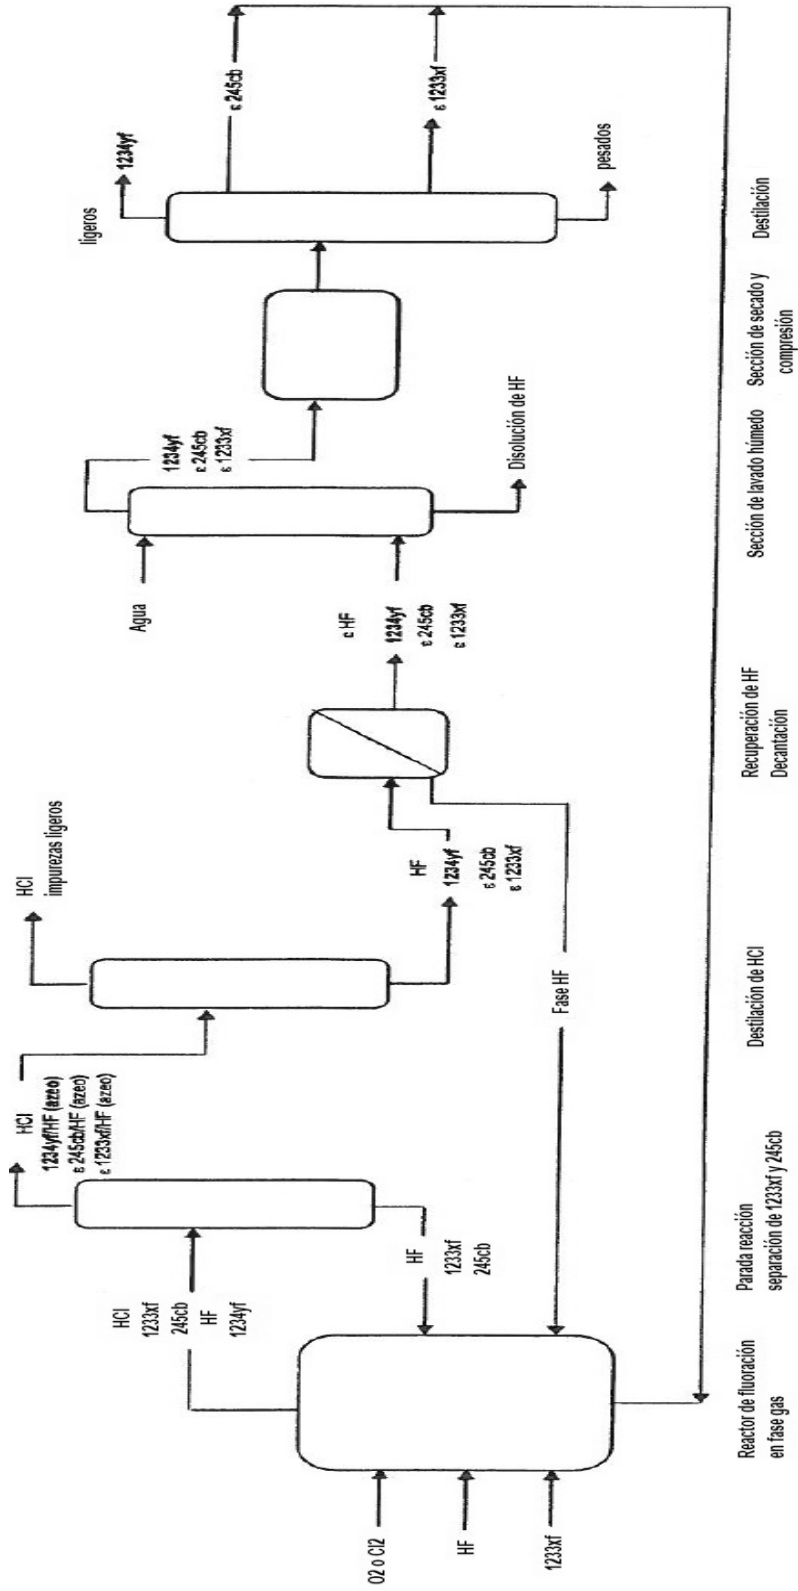 O2 o Cl2
HF
1233xf
HCl
1233xf
245cb
HF
1234yf
Reactor de fluoración
en fase gas
HF
1233xf
245cb
Parada reacción
separación de 1233xf y 245cb
HCl
1234yf/HF (azeo)
ε 245cb/HF (azeo)
ε 1233xf/HF (azeo)
HCl
impurezas ligeros
Destilación de HCl
HF
1234yf
ε 245cb
ε 1233xf
Fase HF
Recuperación de HF
Decantación
ε HF
1234yf
ε 245cb
ε 1233xf
Agua
Disolución de HF
Sección de lavado húmedo
1234yf
ε 245cb
ε 1233xf
Sección de secado y
compresión
ligeros
1234yf
ε 245cb
ε 1233xf
pesados
Destilación